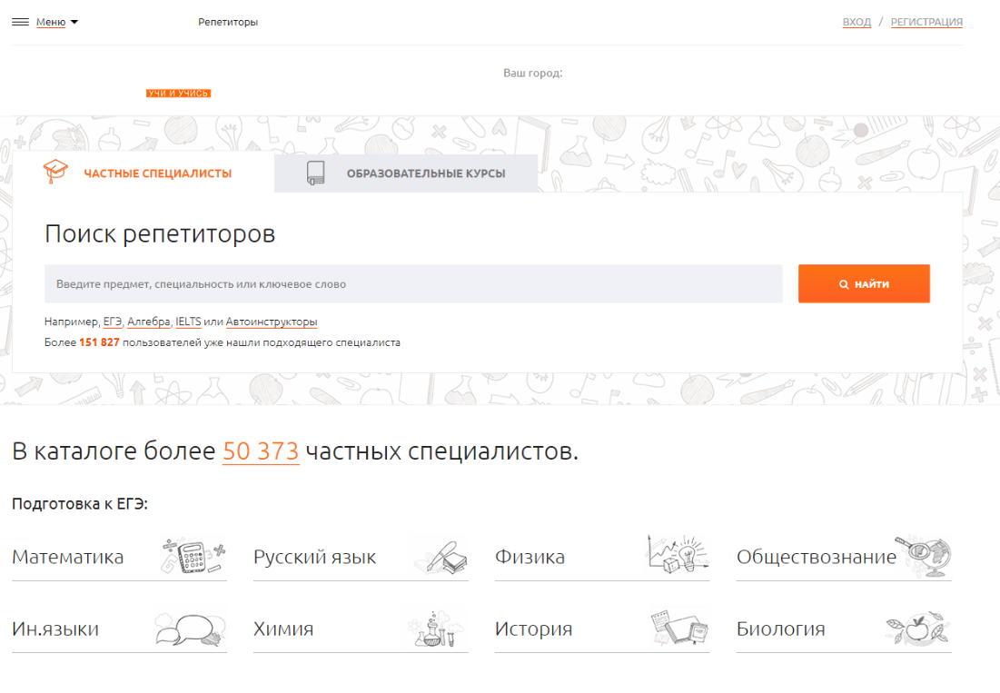 Меню Репетиторы ВХОД / РЕГИСТРАЦИЯ
Ваш город:
УЧИ И УЧИСЬ
ЧАСТНЫЕ СПЕЦИАЛИСТЫ ОБРАЗОВАТЕЛЬНЫЕ КУРСЫ
Поиск репетиторов
Введите предмет, специальность или ключевое слово НАЙТИ
Например, ЕГЭ, Алгебра, IELTS или Автоинструкторы
Более 151 827 пользователей уже нашли подходящего специалиста
В каталоге более 50 373 частных специалистов.
Подготовка к ЕГЭ:
Математика Русский язык Физика Обществознание
Ин.языки Химия История Биология